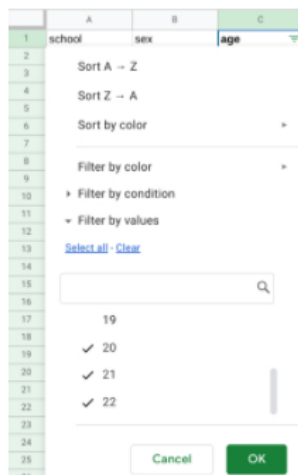 A B C
1 school sex age
2
3
4
5
6
7
8
9
10
11
12
13
14
15
16
17
18
19
20
21
22
23
24
25
Sort A → Z
Sort Z → A
Sort by color
Filter by color
Filter by condition
Filter by values
Select all - Clear
19
20
21
22
Cancel OK